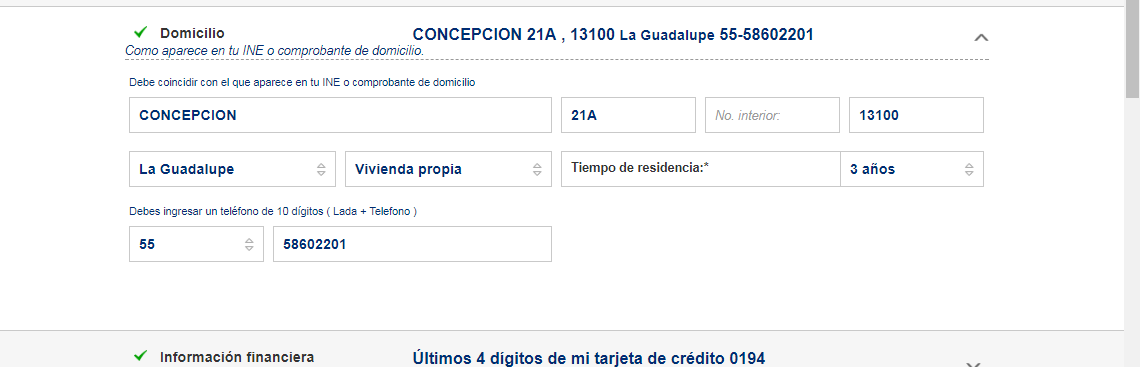 Domicilio CONCEPCION 21A , 13100 La Guadalupe 55-58602201
Como aparece en tu INE o comprobante de domicilio.
Debe coincidir con el que aparece en tu INE o comprobante de domicilio
CONCEPCION 21A No. interior: 13100
La Guadalupe Vivienda propia Tiempo de residencia:* 3 años
Debes ingresar un teléfono de 10 dígitos ( Lada + Telefono )
55 58602201
Información financiera Últimos 4 digitos de mi tarjeta de crédito 0194